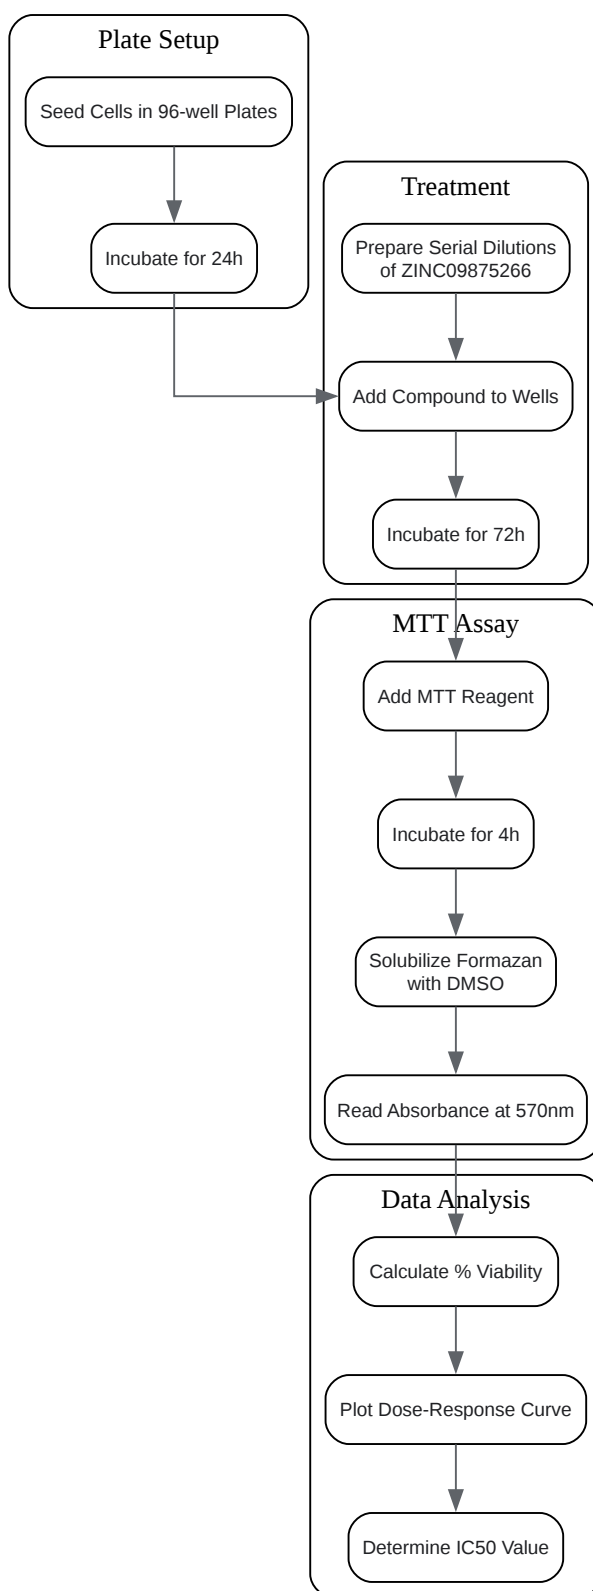 Plate Setup
Seed Cells in 96-well Plates
Incubate for 24h
Treatment
Prepare Serial Dilutions
of ZINC09875266
Add Compound to Wells
Incubate for 72h
MTT Assay
Add MTT Reagent
Incubate for 4h
Solubilize Formazan
with DMSO
Read Absorbance at 570nm
Data Analysis
Calculate % Viability
Plot Dose-Response Curve
Determine IC50 Value